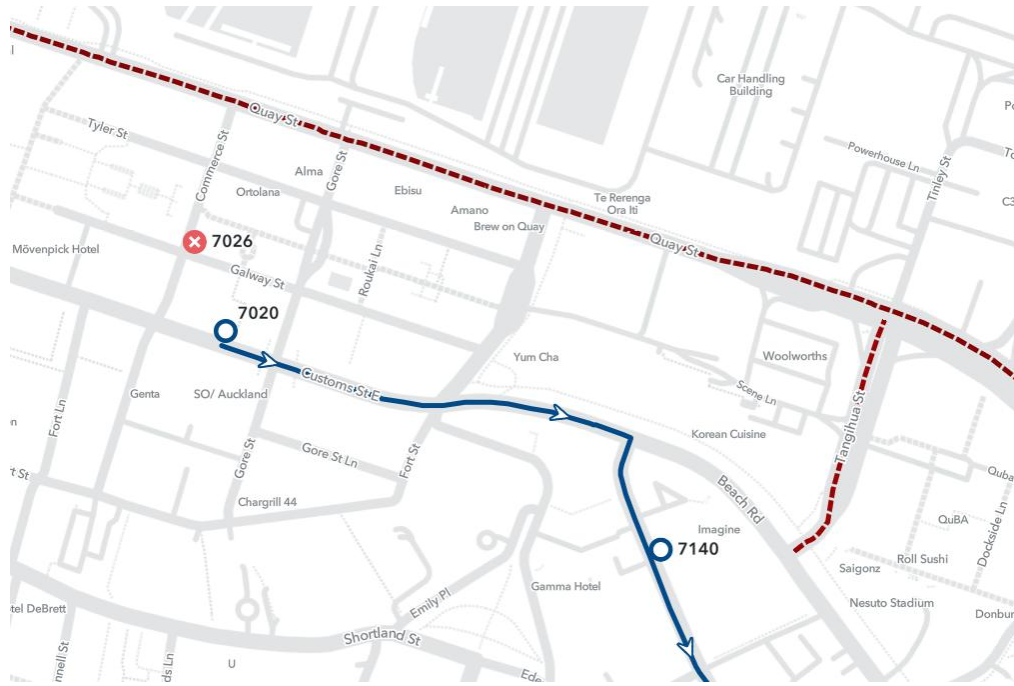 Quay St
Car Handling
Building
Tyler St
Commerce St
Gore St
Alma
Ortolana
Ebisu
Amano
Brew on Quay
Te Rerenga
Ora Iti
Quay St
Powerhouse Ln
Tinley St
C3
Mövenpick Hotel
7026
Galway St
Roukai Ln
7020
Yum Cha
Woolworths
Scene Ln
Customs St E
Genta
SO/ Auckland
Fort Ln
Gore St
Gore St Ln
Fort St
Korean Cuisine
Tangihua St
Beach Rd
Chargrill 44
Imagine
7140
QuBA
Dockside Ln
Roll Sushi
Saigonz
Gamma Hotel
Nesuto Stadium
Emily Pl
Shortland St
U